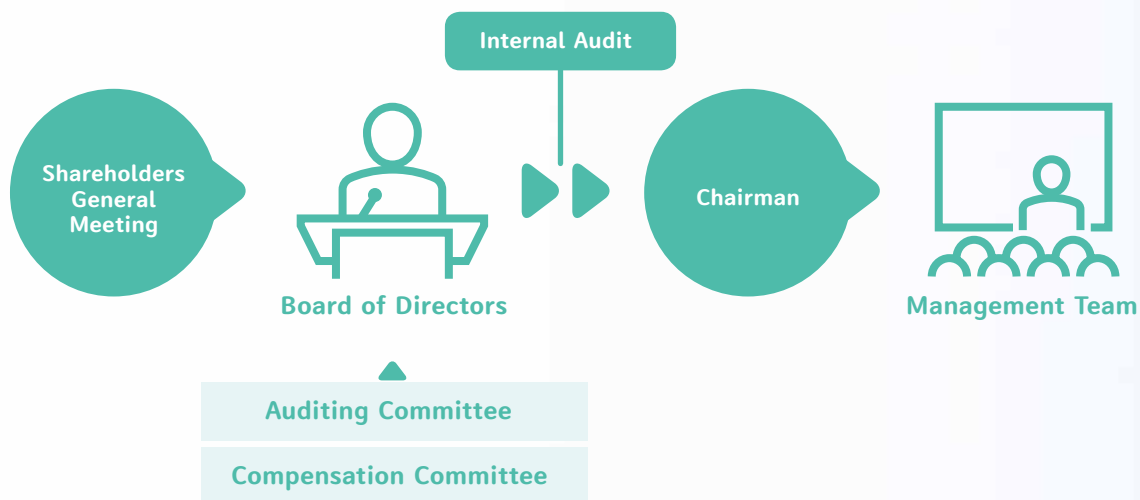 Internal Audit
Shareholders
General
Meeting
Chairman
Board of Directors
Management Team
Auditing Committee
Compensation Committee